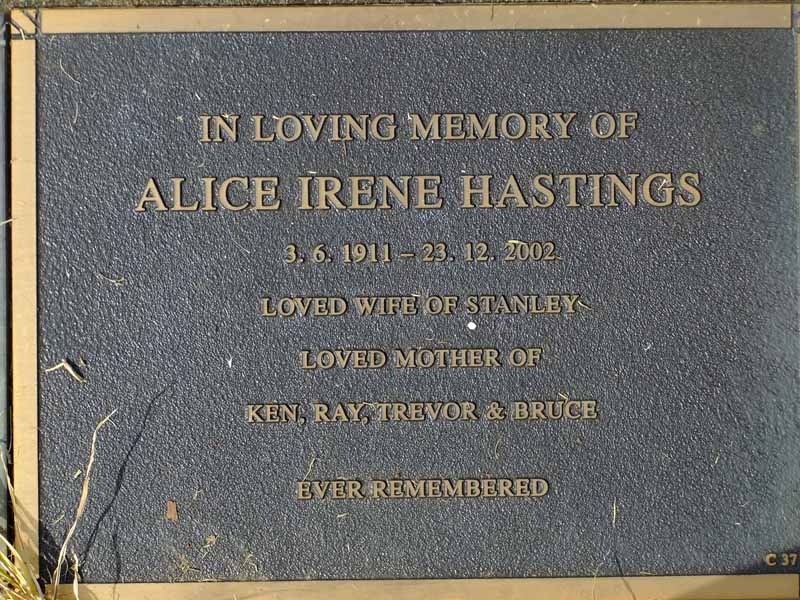 IN LOVING MEMORY OF
ALICE IRENE HASTINGS
3. 6. 1911 – 23. 12. 2002
LOVED WIFE OF STANLEY
LOVED MOTHER OF
KEN, RAY, TREVOR & BRUCE
EVER REMEMBERED
C 37